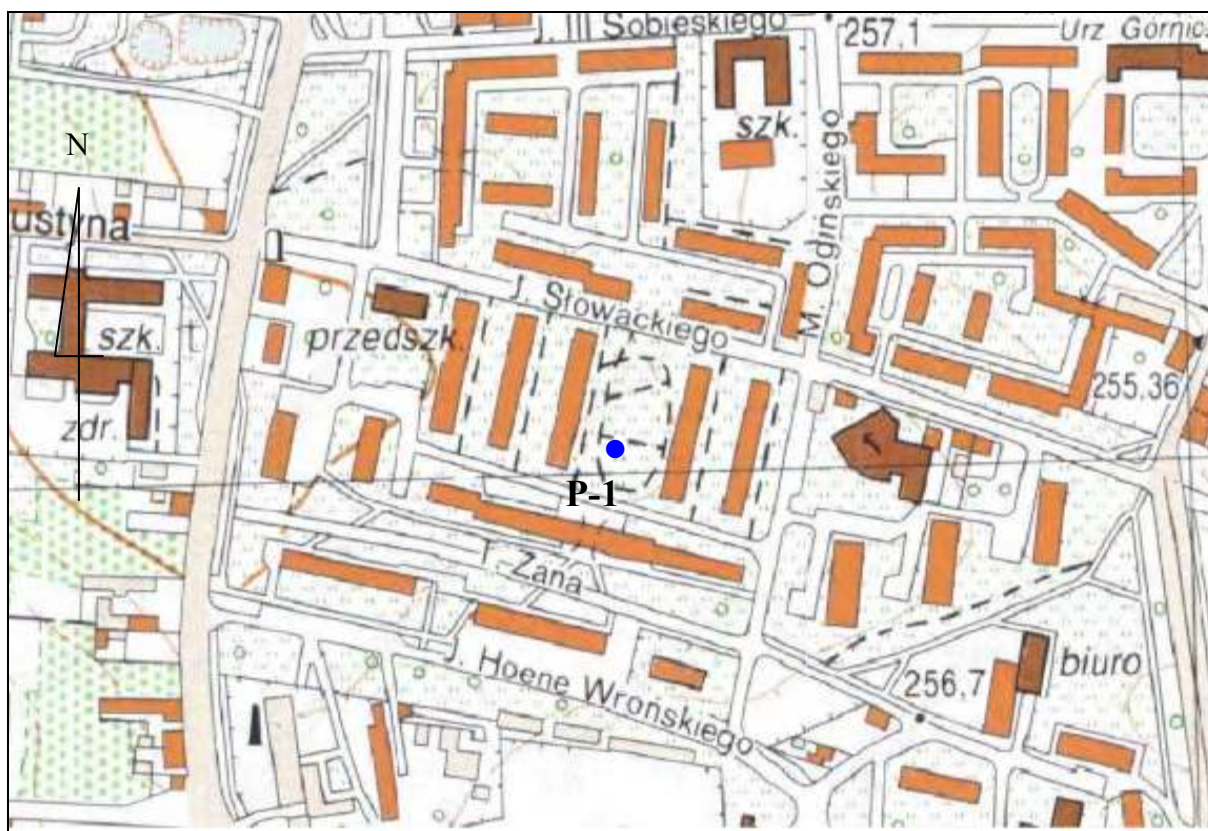 J. III Sobieskiego
257,1
Urz Górnic
szk.
M. Ogińskiego
N
ustyna
J. Słowackiego
szk.
przedszk.
255.36
zdr.
P-1
Zana
J. Hoene Wrońskiego
256,7
biuro